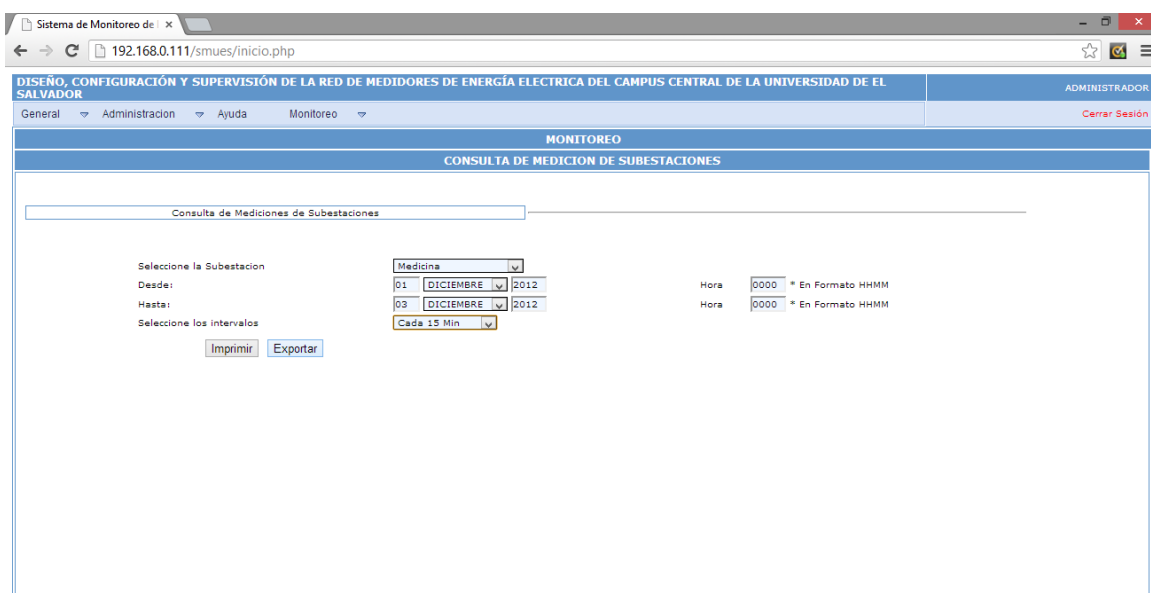 Sistema de Monitoreo de
192.168.0.111/smues/inicio.php
DISEÑO, CONFIGURACIÓN Y SUPERVISIÓN DE LA RED DE MEDIDORES DE ENERGÍA ELECTRICA DEL CAMPUS CENTRAL DE LA UNIVERSIDAD DE EL
SALVADOR
ADMINISTRADOR
General Administracion Ayuda Monitoreo Cerrar Sesión
MONITOREO
CONSULTA DE MEDICION DE SUBESTACIONES
Consulta de Mediciones de Subestaciones
Seleccione la Subestacion Medicina
Desde: 01 DICIEMBRE 2012 Hora 0000 * En Formato HHMM
Hasta: 03 DICIEMBRE 2012 Hora 0000 * En Formato HHMM
Seleccione los intervalos Cada 15 Min
Imprimir Exportar